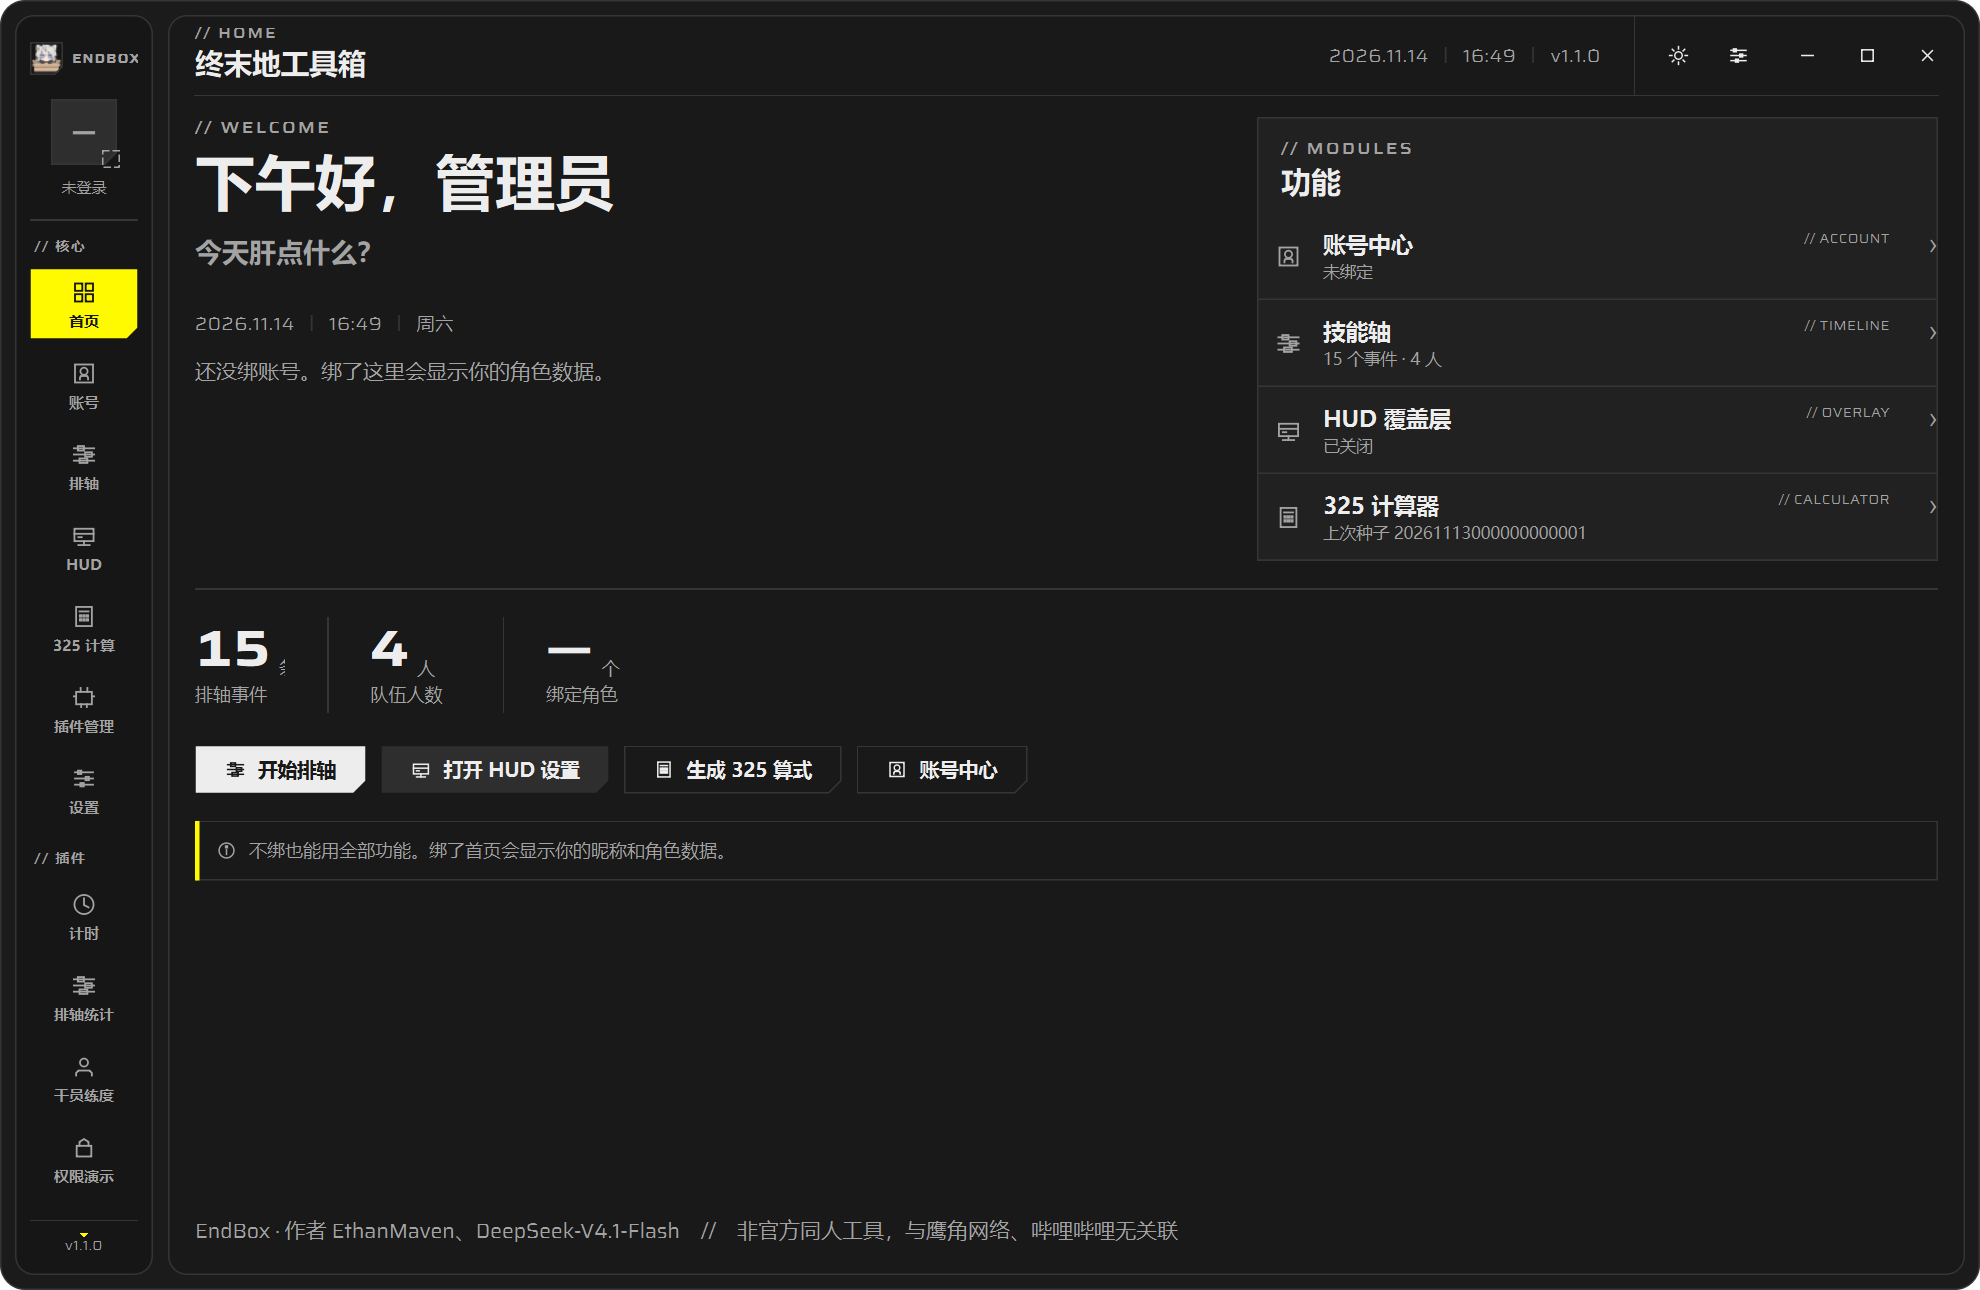 ENDBOX
未登录
// 核心
首页
账号
排轴
HUD
325 计算
插件管理
设置
// 插件
计时
排轴统计
干员练度
权限演示
v1.1.0
// HOME
终末地工具箱
2026.11.14 16:49 v1.1.0
// WELCOME
下午好，管理员
今天肝点什么？
2026.11.14 16:49 周六
还没绑账号。绑了这里会显示你的角色数据。
// MODULES
功能
账号中心 // ACCOUNT
未绑定
技能轴 // TIMELINE
15 个事件 · 4 人
HUD 覆盖层 // OVERLAY
已关闭
325 计算器 // CALCULATOR
上次种子 20261113000000000001
15
排轴事件
4 人
队伍人数
— 个
绑定角色
开始排轴 打开 HUD 设置 生成 325 算式 账号中心
不绑也能用全部功能。绑了首页会显示你的昵称和角色数据。
EndBox · 作者 EthanMaven、DeepSeek-V4.1-Flash // 非官方同人工具，与鹰角网络、哔哩哔哩无关联